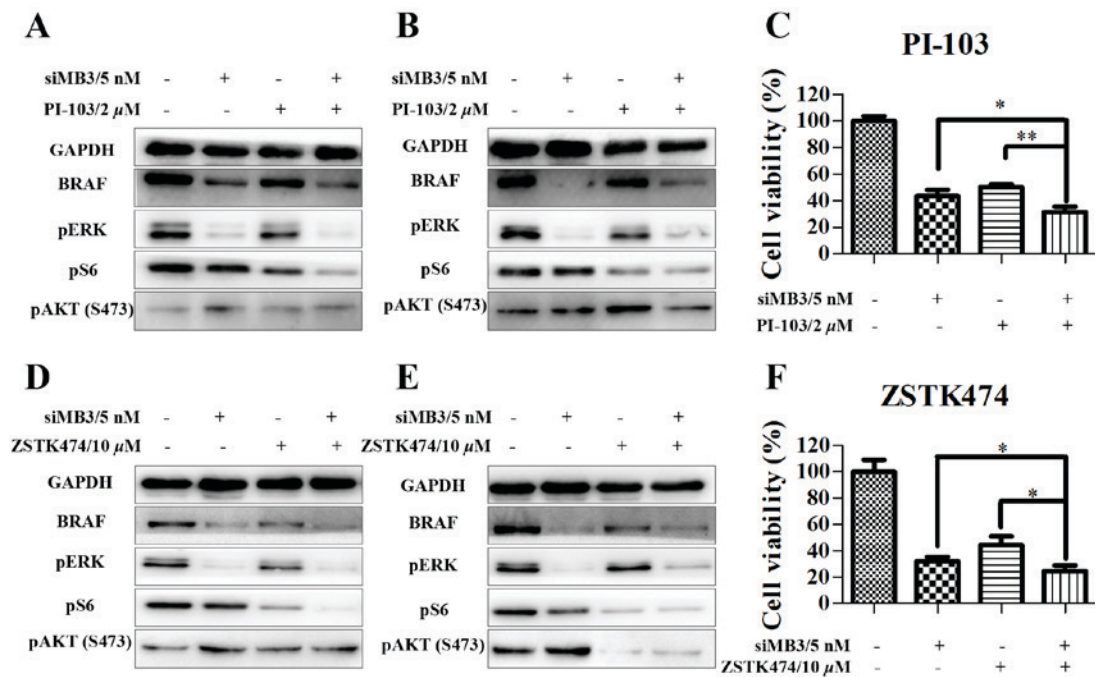 A
siMB3/5 nM - + - +
PI-103/2 μM - - + +
GAPDH
BRAF
pERK
pS6
pAKT (S473)
B
siMB3/5 nM - + - +
PI-103/2 μM - - + +
GAPDH
BRAF
pERK
pS6
pAKT (S473)
C
PI-103
Cell viability (%)
120
100
80
60
40
20
0
*
**
siMB3/5 nM - + - +
PI-103/2 μM - - + +
D
siMB3/5 nM - + - +
ZSTK474/10 μM - - + +
GAPDH
BRAF
pERK
pS6
pAKT (S473)
E
siMB3/5 nM - + - +
ZSTK474/10 μM - - + +
GAPDH
BRAF
pERK
pS6
pAKT (S473)
F
ZSTK474
Cell viability (%)
120
100
80
60
40
20
0
*
*
siMB3/5 nM - + - +
ZSTK474/10 μM - - + +